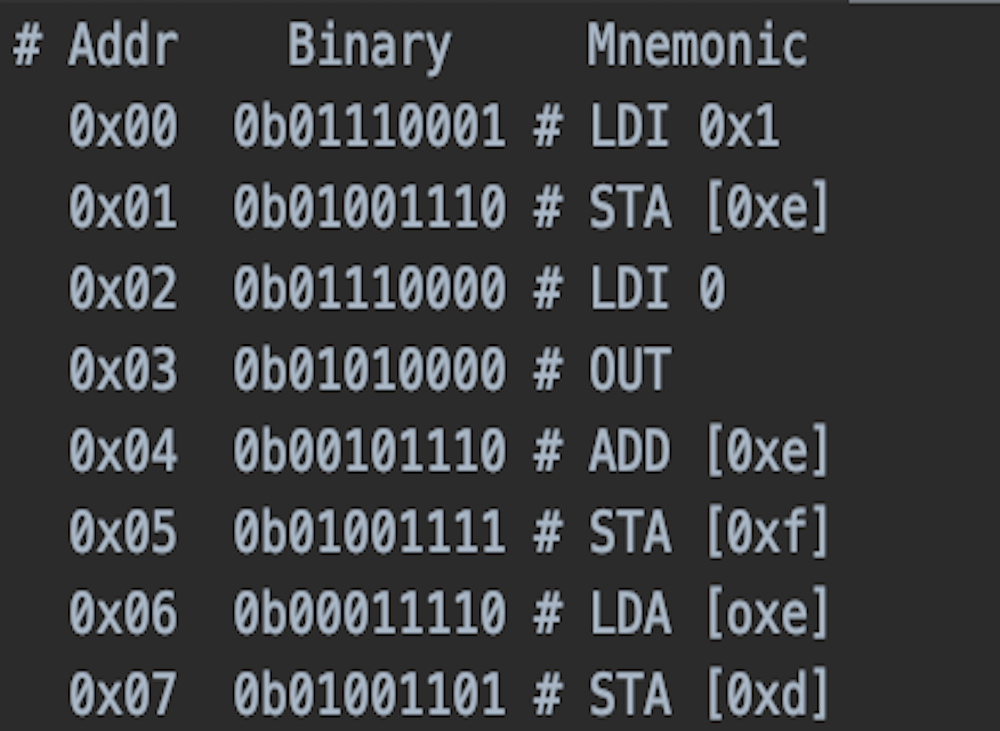 # Addr Binary Mnemonic
0x00 0b01110001 # LDI 0x1
0x01 0b01001110 # STA [0xe]
0x02 0b01110000 # LDI 0
0x03 0b01010000 # OUT
0x04 0b00101110 # ADD [0xe]
0x05 0b01001111 # STA [0xf]
0x06 0b00011110 # LDA [oxe]
0x07 0b01001101 # STA [0xd]